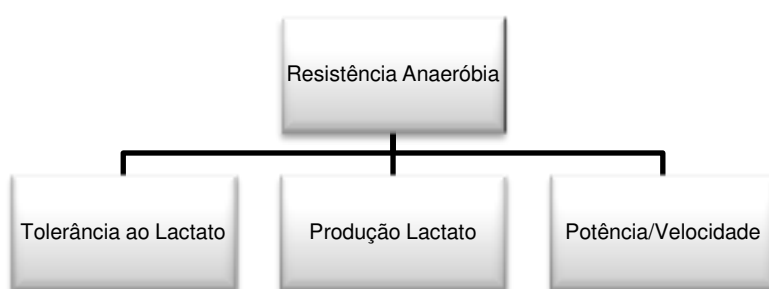 Resistência Anaeróbia
Tolerância ao Lactato
Produção Lactato
Potência/Velocidade